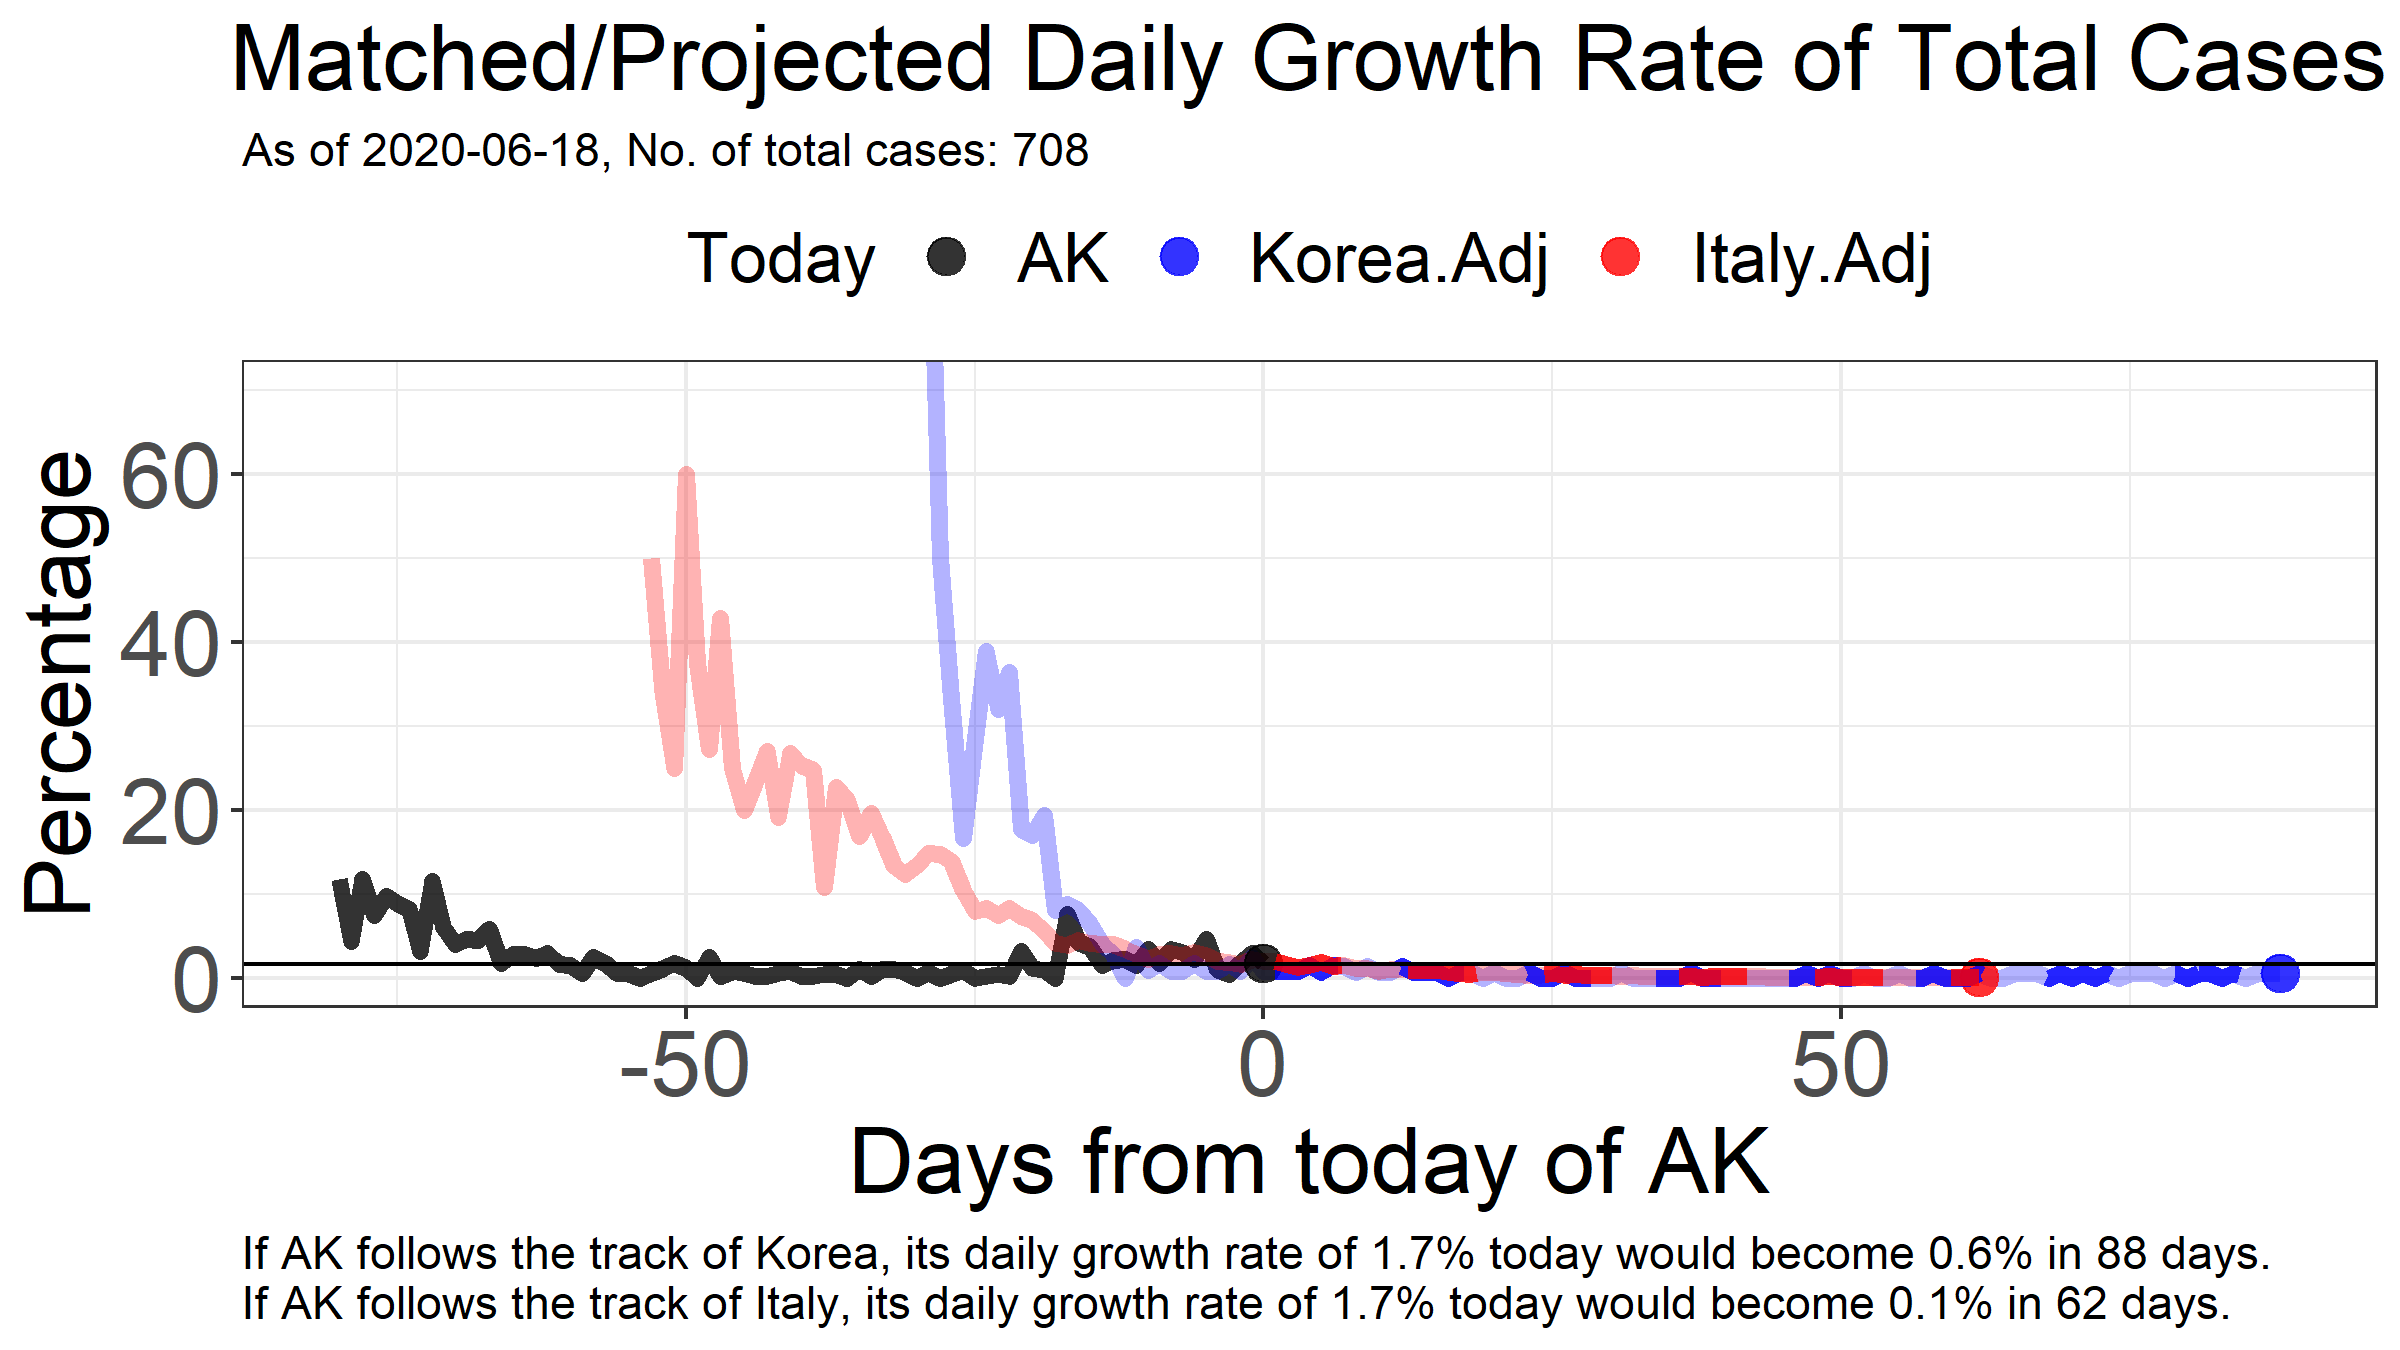 Matched/Projected Daily Growth Rate of Total Cases
As of 2020-06-18, No. of total cases: 708
Today AK Korea.Adj Italy.Adj
Percentage
60
40
20
0
-50 0 50
Days from today of AK
If AK follows the track of Korea, its daily growth rate of 1.7% today would become 0.6% in 88 days.
If AK follows the track of Italy, its daily growth rate of 1.7% today would become 0.1% in 62 days.